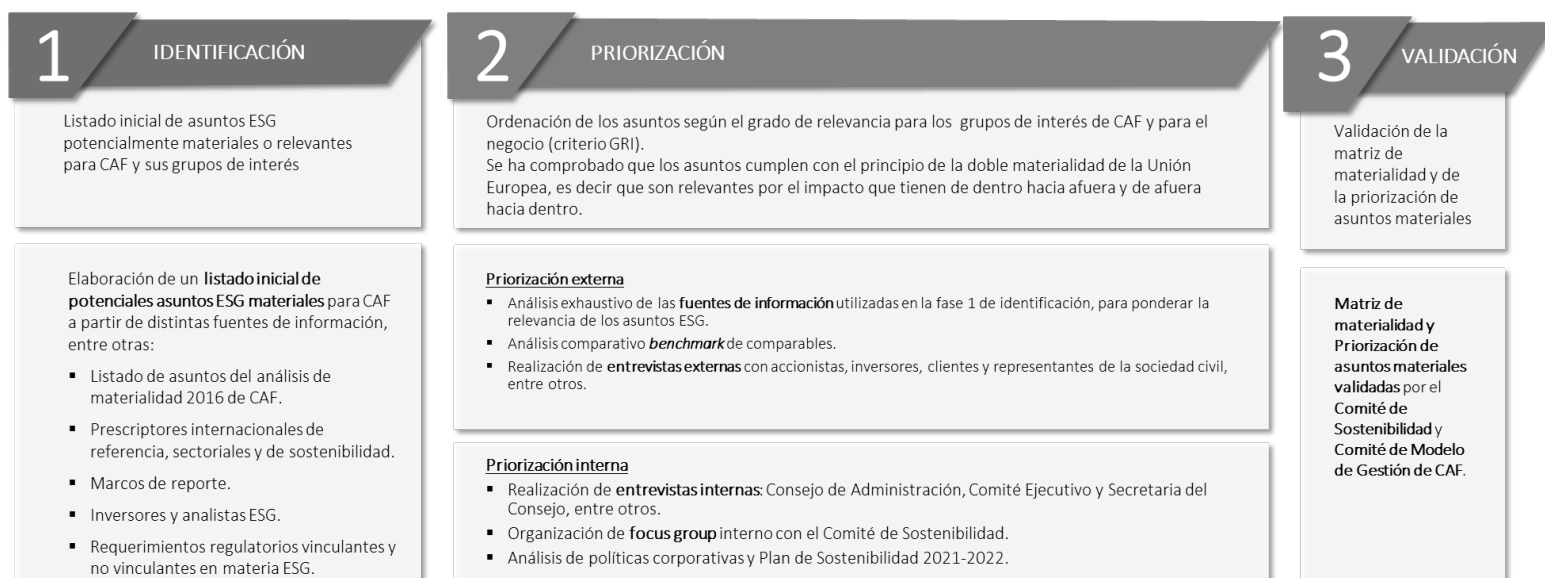 1
IDENTIFICACIÓN
Listado inicial de asuntos ESG
potencialmente materiales o relevantes
para CAF y sus grupos de interés
Elaboración de un listado inicial de
potenciales asuntos ESG materiales para CAF
a partir de distintas fuentes de información,
entre otras:
▪ Listado de asuntos del análisis de
materialidad 2016 de CAF.
▪ Prescriptores internacionales de
referencia, sectoriales y de sostenibilidad.
▪ Marcos de reporte.
▪ Inversores y analistas ESG.
▪ Requerimientos regulatorios vinculantes y
no vinculantes en materia ESG.
2
PRIORIZACIÓN
Ordenación de los asuntos según el grado de relevancia para los grupos de interés de CAF y para el
negocio (criterio GRI).
Se ha comprobado que los asuntos cumplen con el principio de la doble materialidad de la Unión
Europea, es decir que son relevantes por el impacto que tienen de dentro hacia afuera y de afuera
hacia dentro.
Priorización externa
▪ Análisis exhaustivo de las fuentes de información utilizadas en la fase 1 de identificación, para ponderar la
relevancia de los asuntos ESG.
▪ Análisis comparativo benchmark de comparables.
▪ Realización de entrevistas externas con accionistas, inversores, clientes y representantes de la sociedad civil,
entre otros.
Priorización interna
▪ Realización de entrevistas internas: Consejo de Administración, Comité Ejecutivo y Secretaria del
Consejo, entre otros.
▪ Organización de focus group interno con el Comité de Sostenibilidad.
▪ Análisis de políticas corporativas y Plan de Sostenibilidad 2021-2022.
3
VALIDACIÓN
Validación de la
matriz de
materialidad y de
la priorización de
asuntos materiales
Matriz de
materialidad y
Priorización de
asuntos materiales
validadas por el
Comité de
Sostenibilidad y
Comité de Modelo
de Gestión de CAF.